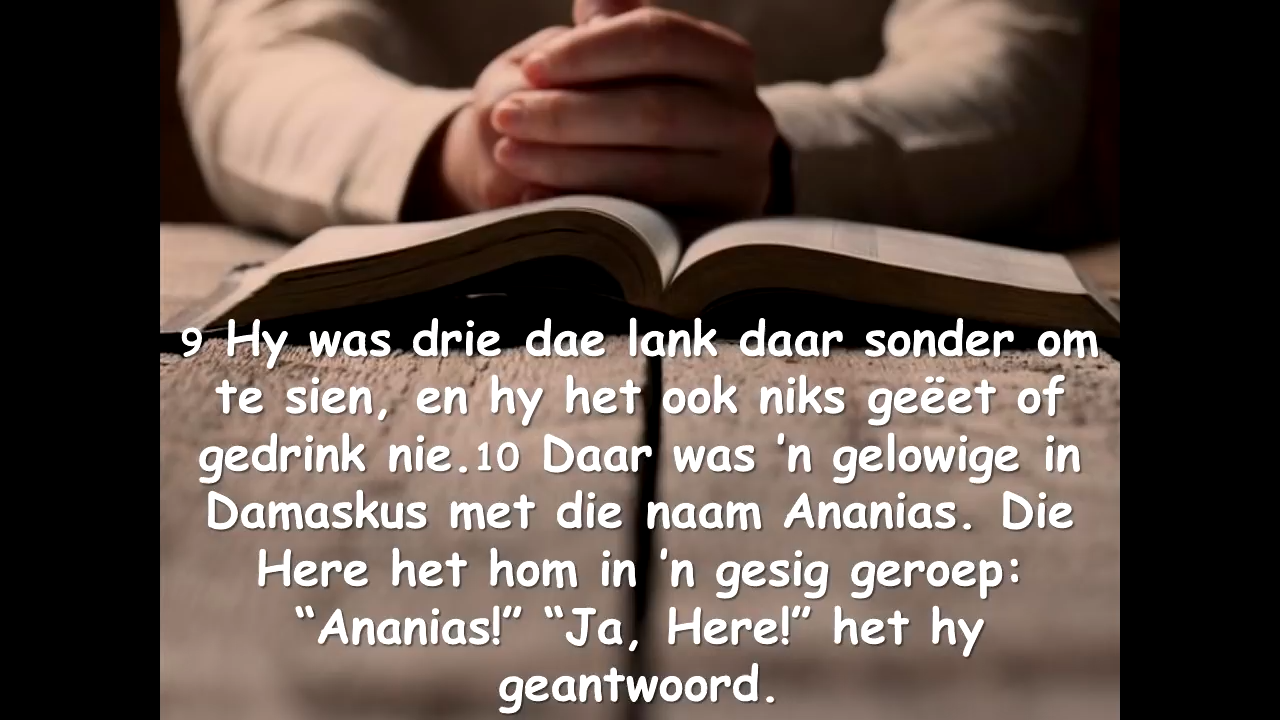 9 Hy was drie dae lank daar sonder om
te sien, en hy het ook niks geëet of
gedrink nie.10 Daar was ’n gelowige in
Damaskus met die naam Ananias. Die
Here het hom in ’n gesig geroep:
“Ananias!” “Ja, Here!” het hy
geantwoord.